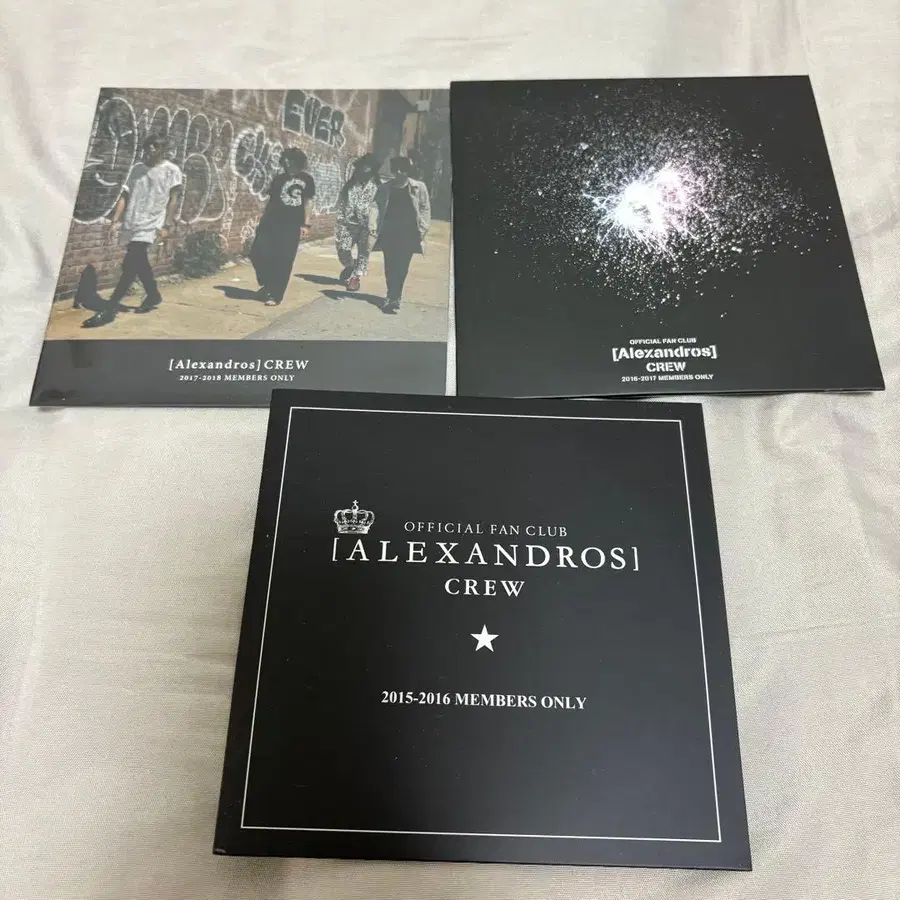 EVER
[Alexandros] CREW
2017-2018 MEMBERS ONLY
OFFICIAL FAN CLUB
[Alexandros]
CREW
2016-2017 MEMBERS ONLY
OFFICIAL FAN CLUB
[ALEXANDROS]
CREW
2015-2016 MEMBERS ONLY